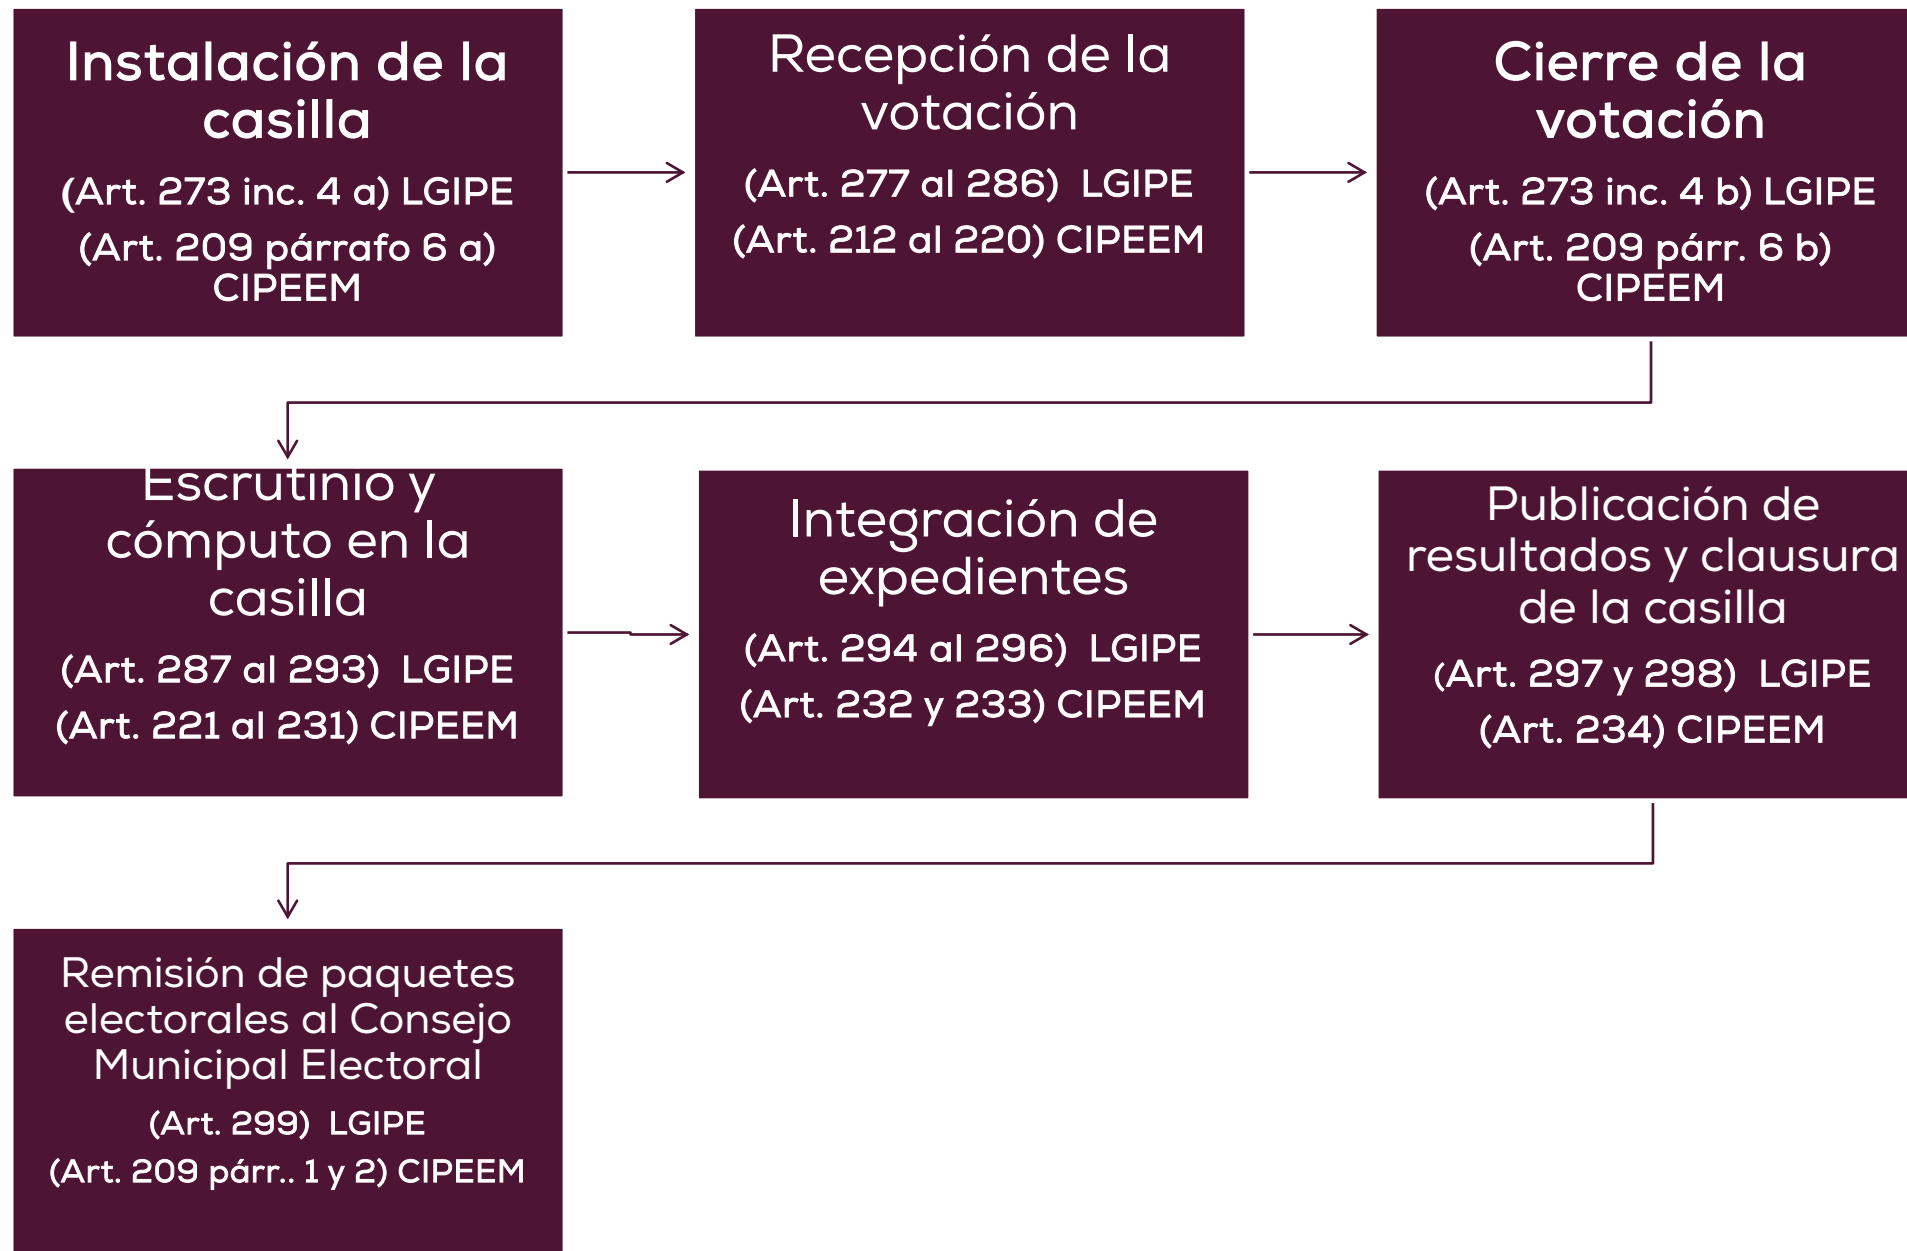 Instalación de la
casilla
(Art. 273 inc. 4 a) LGIPE
(Art. 209 párrafo 6 a)
CIPEEM
Recepción de la
votación
(Art. 277 al 286) LGIPE
(Art. 212 al 220) CIPEEM
Cierre de la
votación
(Art. 273 inc. 4 b) LGIPE
(Art. 209 párr. 6 b)
CIPEEM
Escrutinio y
cómputo en la
casilla
(Art. 287 al 293) LGIPE
(Art. 221 al 231) CIPEEM
Integración de
expedientes
(Art. 294 al 296) LGIPE
(Art. 232 y 233) CIPEEM
Publicación de
resultados y clausura
de la casilla
(Art. 297 y 298) LGIPE
(Art. 234) CIPEEM
Remisión de paquetes
electorales al Consejo
Municipal Electoral
(Art. 299) LGIPE
(Art. 209 párr.. 1 y 2) CIPEEM